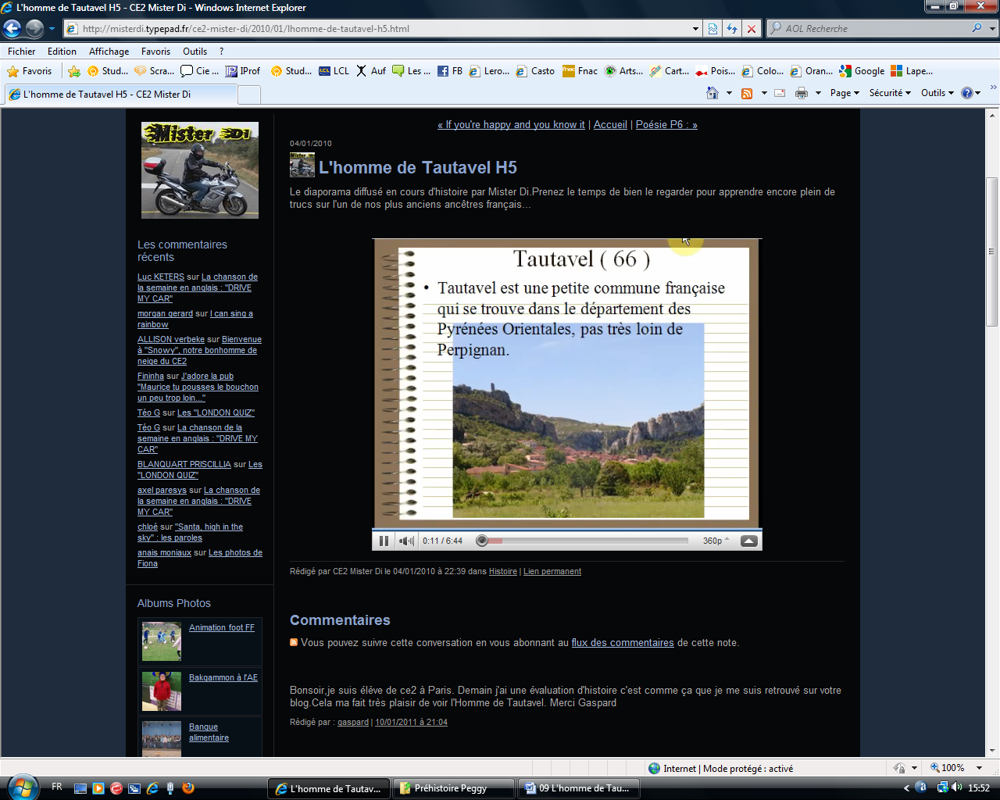 L'homme de Tautavel H5 - CE2 Mister Di - Windows Internet Explorer
http://misterdi.typepad.fr/ce2-mister-di/2010/01/lhomme-de-tautavel-h5.html
AOL Recherche
Fichier Edition Affichage Favoris Outils ?
Favoris Stud... Scra... Cie ... IProf Stud... LCL LCL Auf Les ... FB Lero... Casto fnac Fnac Arts... Cart... Pois... Colo... Oran... Google Lape...
L'homme de Tautavel H5 - CE2 Mister Di
Page Sécurité Outils
Mister Di
« If you're happy and you know it | Accueil | Poésie P6 : »
04/01/2010
L'homme de Tautavel H5
Le diaporama diffusé en cours d'histoire par Mister Di.Prenez le temps de bien le regarder pour apprendre encore plein de
trucs sur l'un de nos plus anciens ancêtres français...
Tautavel ( 66 )
• Tautavel est une petite commune française
qui se trouve dans le département des
Pyrénées Orientales, pas très loin de
Perpignan.
0:11 / 6:44
360p
Rédigé par CE2 Mister Di le 04/01/2010 à 22:39 dans Histoire | Lien permanent
Commentaires
Vous pouvez suivre cette conversation en vous abonnant au flux des commentaires de cette note.
Bonsoir,je suis élève de ce2 à Paris. Demain j'ai une évaluation d'histoire c'est comme ça que je me suis retrouvé sur votre
blog.Cela ma fait très plaisir de voir l'Homme de Tautavel. Merci Gaspard
Rédigé par : gaspard | 10/01/2011 à 21:04
Les commentaires
récents
Luc KETERS sur La chanson de
la semaine en anglais : "DRIVE
MY CAR"
morgan gerard sur I can sing a
rainbow
ALLISON verbeke sur Bienvenue
à "Snowy", notre bonhomme de
neige du CE2
Fininha sur J'adore la pub
"Maurice tu pousses le bouchon
un peu trop loin..."
Téo G sur Les "LONDON QUIZ"
Téo G sur La chanson de la
semaine en anglais : "DRIVE MY
CAR"
BLANQUART PRISCILLIA sur Les
"LONDON QUIZ"
axel paresys sur La chanson de
la semaine en anglais : "DRIVE
MY CAR"
chloé sur "Santa, high in the
sky" : les paroles
anais moniaux sur Les photos de
Fiona
Albums Photos
Animation foot FF
Bakgammon à l'AE
Banque
alimentaire
Internet | Mode protégé : activé
100%
FR
L'homme de Tautav...
Préhistoire Peggy
09 L'homme de Tau...
15:52